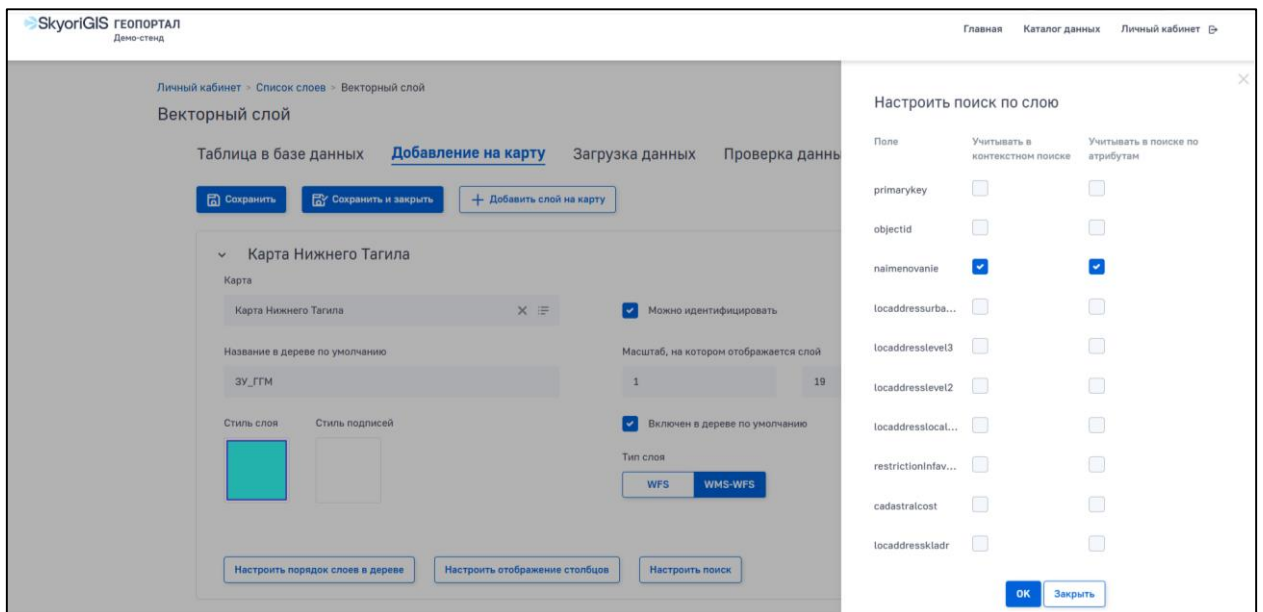 SkyoriGIS ГЕОПОРТАЛ
Демо-стенд
Главная Каталог данных Личный кабинет
Личный кабинет > Список слоев > Векторный слой
Векторный слой
Таблица в базе данных Добавление на карту Загрузка данных Проверка данны
Сохранить Сохранить и закрыть + Добавить слой на карту
Карта Нижнего Тагила
Карта
Карта Нижнего Тагила
Можно идентифицировать
Название в дереве по умолчанию
Масштаб, на котором отображается слой
ЗУ_ГГМ
1 19
Стиль слоя Стиль подписей
Включен в дереве по умолчанию
Тип слоя
WFS WMS-WFS
Настроить порядок слоев в дереве Настроить отображение столбцов Настроить поиск
Настроить поиск по слою
Поле Учитывать в Учитывать в поиске по
контекстном поиске атрибутам
primarykey
objectid
naimenovanie
locaddressurba...
locaddresslevel3
locaddresslevel2
locaddresslocal...
restrictionInfav...
cadastralcost
locaddresskladr
ОК Закрыть